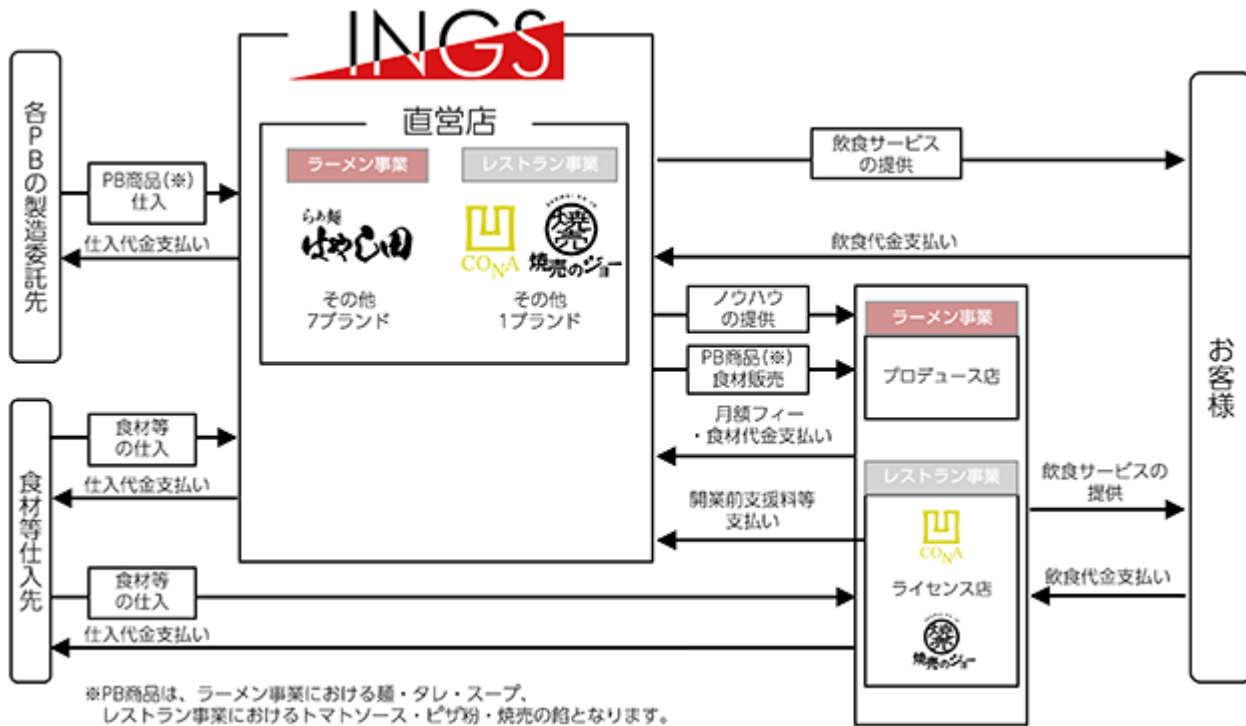 INGS
直営店
ラーメン事業
レストラン事業
らぁ麺
はやし田
CONA
焼売
焼売のジョー
その他
7ブランド
その他
1ブランド
各PBの製造委託先
PB商品(※)
仕入
仕入代金支払い
食材等仕入先
食材等
の仕入
仕入代金支払い
食材等
の仕入
仕入代金支払い
飲食サービス
の提供
飲食代金支払い
ノウハウ
の提供
PB商品(※)
食材販売
月額フィー
・食材代金支払い
開業前支援料等
支払い
ラーメン事業
プロデュース店
レストラン事業
CONA
ライセンス店
焼売
焼売のジョー
飲食サービスの
提供
飲食代金支払い
お客様
※PB商品は、ラーメン事業における麺・タレ・スープ、
レストラン事業におけるトマトソース・ピザ粉・焼売の餡となります。